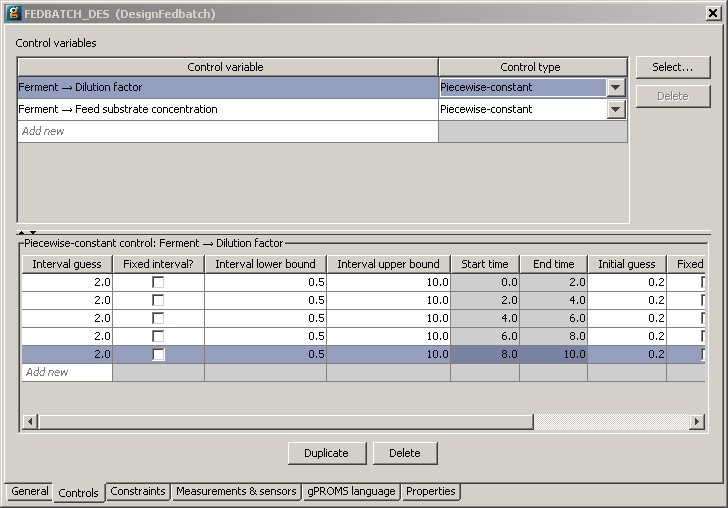 FEDBATCH_DES (DesignFedbatch)
Control variables
Control variable Control type
Ferment → Dilution factor Piecewise-constant
Ferment → Feed substrate concentration Piecewise-constant
Add new
Select...
Delete
Piecewise-constant control: Ferment → Dilution factor
Interval guess Fixed interval? Interval lower bound Interval upper bound Start time End time Initial guess Fixed
2.0 0.5 10.0 0.0 2.0 0.2
2.0 0.5 10.0 2.0 4.0 0.2
2.0 0.5 10.0 4.0 6.0 0.2
2.0 0.5 10.0 6.0 8.0 0.2
2.0 0.5 10.0 8.0 10.0 0.2
Add new
Duplicate Delete
General Controls Constraints Measurements & sensors gPROMS language Properties